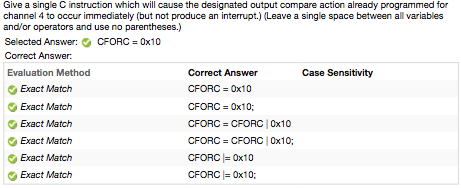 Give a single C instruction which will cause the designated output compare action already programmed for
channel 4 to occur immediately (but not produce an interrupt.) (Leave a single space between all variables
and/or operators and use no parentheses.)
Selected Answer: CFORC = 0x10
Correct Answer:
Evaluation Method Correct Answer Case Sensitivity
Exact Match CFORC = 0x10
Exact Match CFORC = 0x10;
Exact Match CFORC = CFORC | 0x10
Exact Match CFORC = CFORC | 0x10;
Exact Match CFORC |= 0x10
Exact Match CFORC |= 0x10;